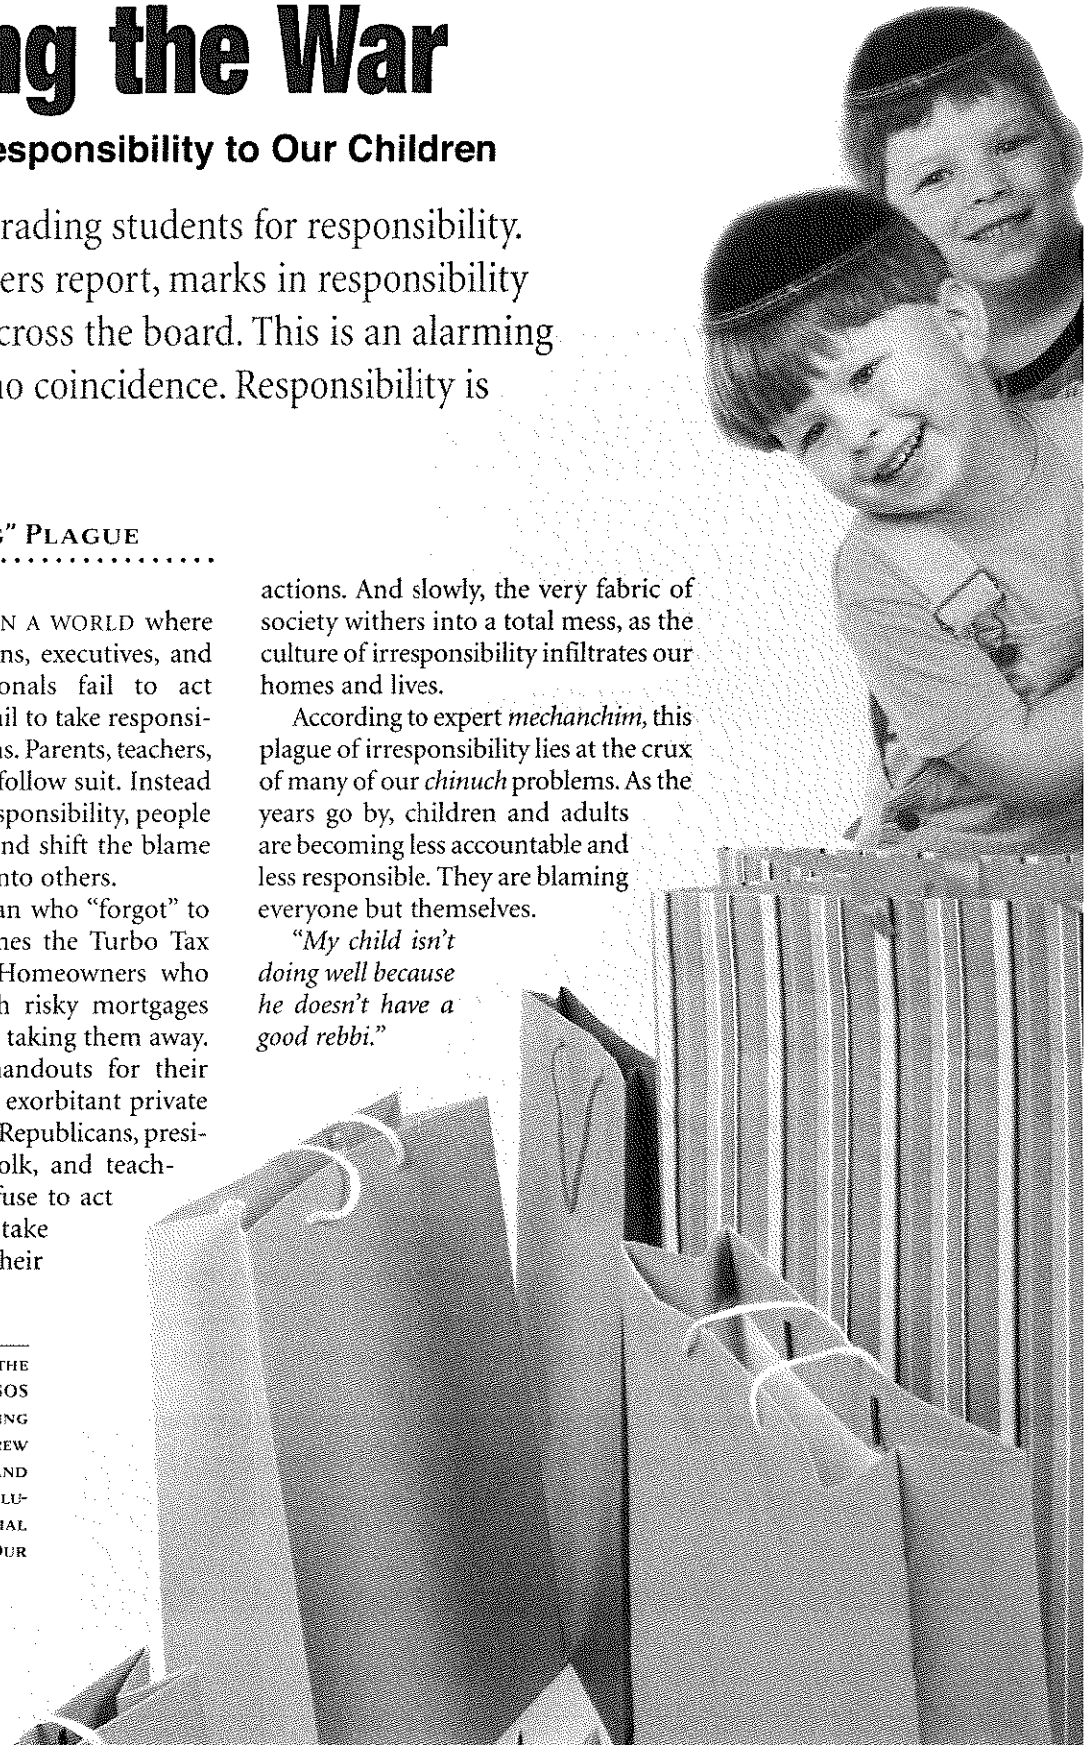 ng the War
esponsibility to Our Children
rading students for responsibility.
ers report, marks in responsibility
cross the board. This is an alarming
no coincidence. Responsibility is
" PLAGUE
N A WORLD where
ns, executives, and
onals fail to act
ail to take responsi-
ns. Parents, teachers,
follow suit. Instead
sponsibility, people
nd shift the blame
nto others.
an who “forgot” to
nes the Turbo Tax
Homeowners who
h risky mortgages
taking them away.
handouts for their
exorbitant private
Republicans, presi-
olk, and teach-
fuse to act
take
heir
THE
SOS
ING
REW
AND
LU-
IAL
OUR
actions. And slowly, the very fabric of
society withers into a total mess, as the
culture of irresponsibility infiltrates our
homes and lives.
According to expert mechanchim, this
plague of irresponsibility lies at the crux
of many of our chinuch problems. As the
years go by, children and adults
are becoming less accountable and
less responsible. They are blaming
everyone but themselves.
“My child isn’t
doing well because
he doesn’t have a
good rebbi.”